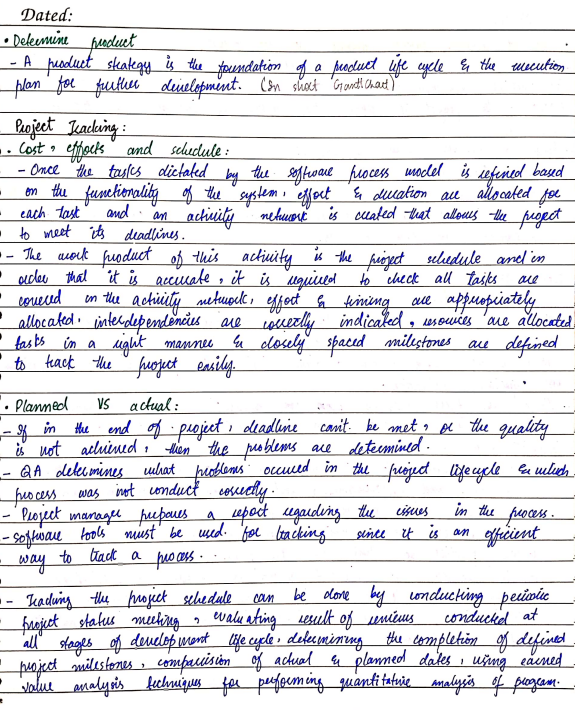 Dated:
• Determine product
- A product strategy is the foundation of a product life cycle & the execution
plan for further development. (In short Gantt Chart)
Project Tracking:
• Cost, efforts and schedule:
- Once the tasks dictated by the software process model is refined based
on the functionality of the system, effort & duration are allocated for
each task and an activity network is created that allows the project
to meet its deadlines.
- The work product of this activity is the project schedule and in
order that it is accurate, it is required to check all tasks are
covered in the activity network, effort & timing are appropriately
allocated, interdependencies are correctly indicated, resources are allocated
tasks in a right manner & closely spaced milestones are defined
to track the project easily.
• Planned VS actual:
- If in the end of project, deadline can't be met, or the quality
is not achieved, then the problems are determined.
- QA determines what problems occured in the project lifecycle & which
process was not conduct correctly.
- Project manager prepares a report regarding the issues in the process.
- Software tools must be used for tracking since it is an efficient
way to track a process.
- Tracking the project schedule can be done by conducting periodic
project status meeting, evaluating result of reviews conducted at
all stages of development lifecycle, determining the completion of defined
project milestones, comparision of actual & planned dates, using earned
value analysis techniques for performing quantitative analysis of program.